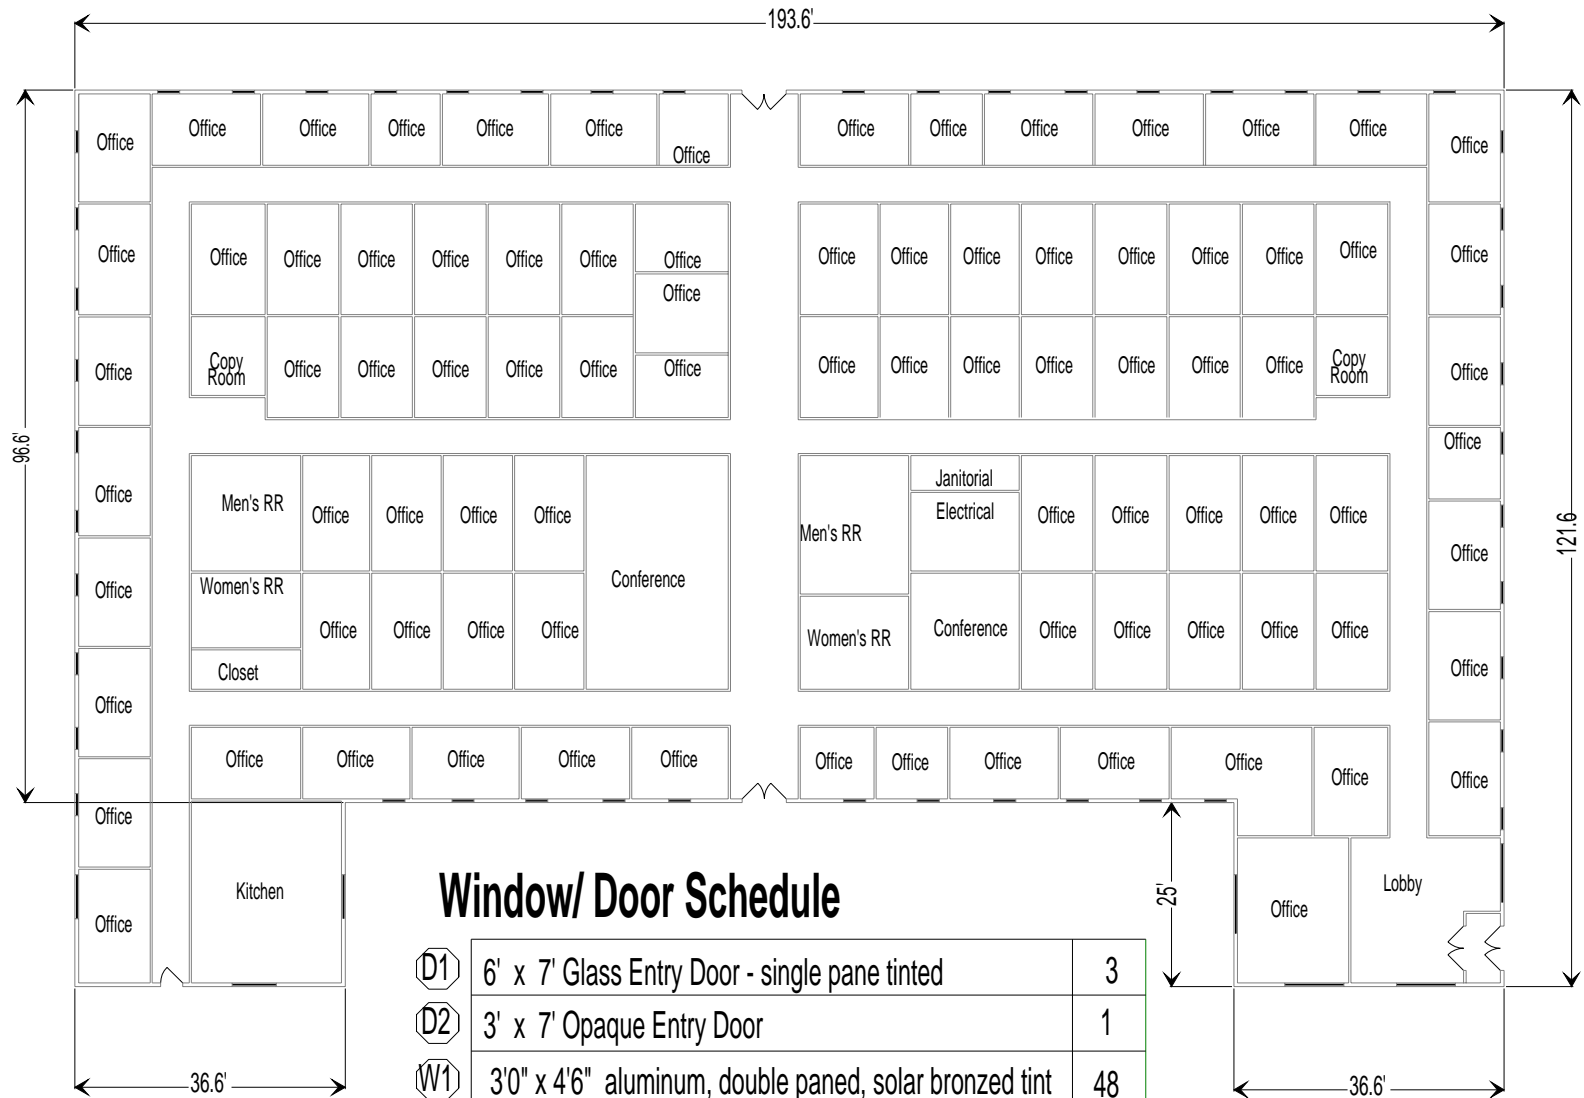 193.6'
Office Office Office Office Office Office Office Office Office Office Office Office
Office Office
Office
Office Office
Office Office Office Office Office Office Office Office Office Office Office Office Office Office Office
Office
Office Office
Copy Room Office Office Office Office Office Office Office Office Office Office Office Office Office Copy Room
96.6'
Office
Office Office
Men's RR Office Office Office Office Janitorial
Electrical Office Office Office Office Office
Men's RR
121.6
Office Office
Women's RR Conference
Office Office Office Office Women's RR Conference Office Office Office Office Office
Closet
Office Office
Office Office Office Office Office Office Office Office Office Office Office Office
Office
Kitchen
25'
Lobby
Office Office
Window/ Door Schedule
D1 6' x 7' Glass Entry Door - single pane tinted 3
D2 3' x 7' Opaque Entry Door 1
W1 3'0" x 4'6" aluminum, double paned, solar bronzed tint 48
36.6' 36.6'